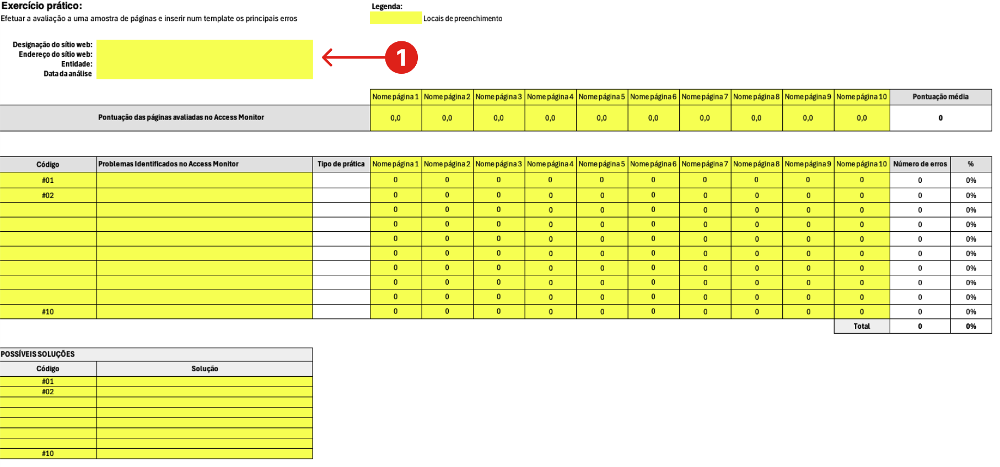 Exercício prático:
Legenda:
Efetuar a avaliação a uma amostra de páginas e inserir num template os principais erros
Locais de preenchimento
Designação do sítio web:
Endereço do sítio web:
Entidade:
Data da análise
1
Nome página 1 Nome página 2 Nome página 3 Nome página 4 Nome página 5 Nome página 6 Nome página 7 Nome página 8 Nome página 9 Nome página 10 Pontuação média
Pontuação das páginas avaliadas no Access Monitor 0,0 0,0 0,0 0,0 0,0 0,0 0,0 0,0 0,0 0,0 0
Código Problemas Identificados no Access Monitor Tipo de prática Nome página 1 Nome página 2 Nome página 3 Nome página 4 Nome página 5 Nome página 6 Nome página 7 Nome página 8 Nome página 9 Nome página 10 Número de erros %
#01 0 0 0 0 0 0 0 0 0 0 0 0%
#02 0 0 0 0 0 0 0 0 0 0 0 0%
0 0 0 0 0 0 0 0 0 0 0 0%
0 0 0 0 0 0 0 0 0 0 0 0%
0 0 0 0 0 0 0 0 0 0 0 0%
0 0 0 0 0 0 0 0 0 0 0 0%
0 0 0 0 0 0 0 0 0 0 0 0%
0 0 0 0 0 0 0 0 0 0 0 0%
0 0 0 0 0 0 0 0 0 0 0 0%
#10 0 0 0 0 0 0 0 0 0 0 0 0%
Total 0 0%
POSSÍVEIS SOLUÇÕES
Código Solução
#01
#02
#10